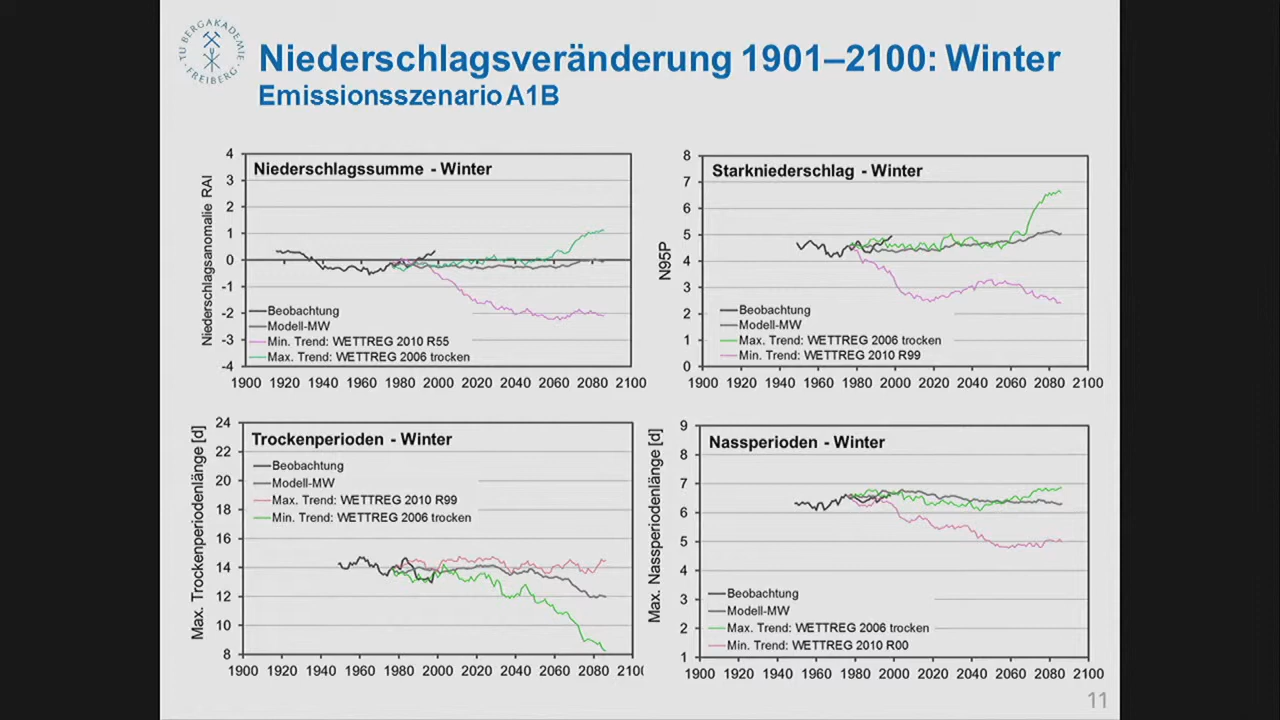 TU BERGAKADEMIE
FREIBERG
Niederschlagsveränderung 1901–2100: Winter
Emissionsszenario A1B
Niederschlagssumme - Winter
Niederschlagsanomalie RAI
4
3
2
1
0
-1
-2
-3
-4
Beobachtung
Modell-MW
Min. Trend: WETTREG 2010 R55
Max. Trend: WETTREG 2006 trocken
1900 1920 1940 1960 1980 2000 2020 2040 2060 2080 2100
Starkniederschlag - Winter
N95P
8
7
6
5
4
3
2
1
0
Beobachtung
Modell-MW
Max. Trend: WETTREG 2006 trocken
Min. Trend: WETTREG 2010 R99
1900 1920 1940 1960 1980 2000 2020 2040 2060 2080 2100
Trockenperioden - Winter
Max. Trockenperiodenlänge [d]
24
22
20
18
16
14
12
10
8
Beobachtung
Modell-MW
Max. Trend: WETTREG 2010 R99
Min. Trend: WETTREG 2006 trocken
1900 1920 1940 1960 1980 2000 2020 2040 2060 2080 2100
Nassperioden - Winter
Max. Nassperiodenlänge [d]
9
8
7
6
5
4
3
2
1
Beobachtung
Modell-MW
Max. Trend: WETTREG 2006 trocken
Min. Trend: WETTREG 2010 R00
1900 1920 1940 1960 1980 2000 2020 2040 2060 2080 2100
11